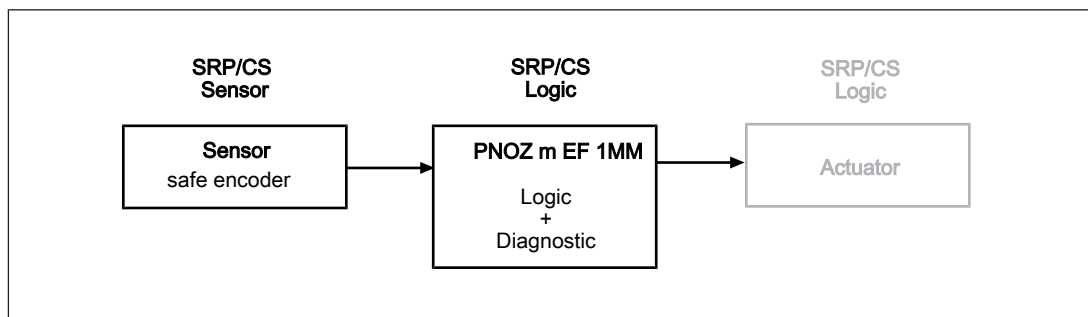 SRP/CS
Sensor
SRP/CS
Logic
SRP/CS
Logic
Sensor
safe encoder
PNOZ m EF 1MM
Logic
+
Diagnostic
Actuator